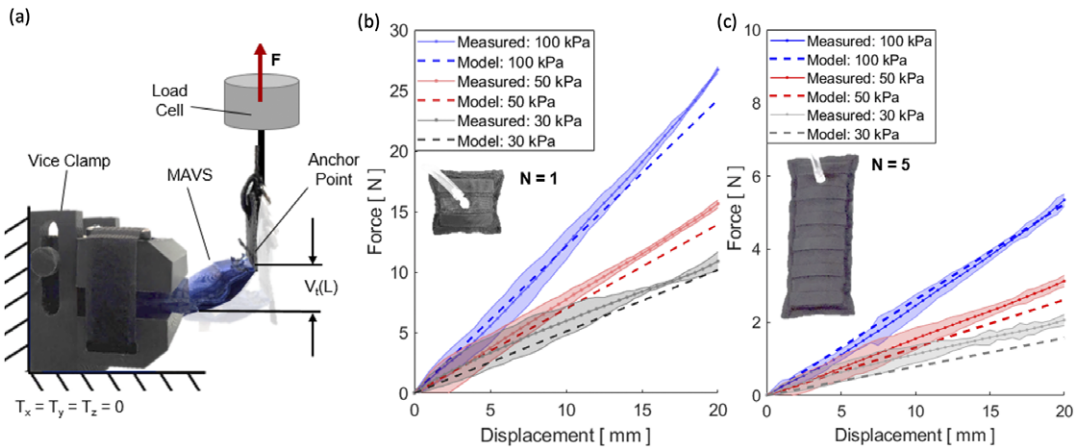 (a)
F
Load
Cell
Vice Clamp
MAVS
Anchor
Point
Vₜ(L)
Tₓ = Tᵧ = T_z = 0
(b)
30
25
20
15
10
5
0
Force [ N ]
Measured: 100 kPa
Model: 100 kPa
Measured: 50 kPa
Model: 50 kPa
Measured: 30 kPa
Model: 30 kPa
N = 1
0 5 10 15 20
Displacement [ mm ]
(c)
10
8
6
4
2
0
Force [ N ]
Measured: 100 kPa
Model: 100 kPa
Measured: 50 kPa
Model: 50 kPa
Measured: 30 kPa
Model: 30 kPa
N = 5
0 5 10 15 20
Displacement [ mm ]